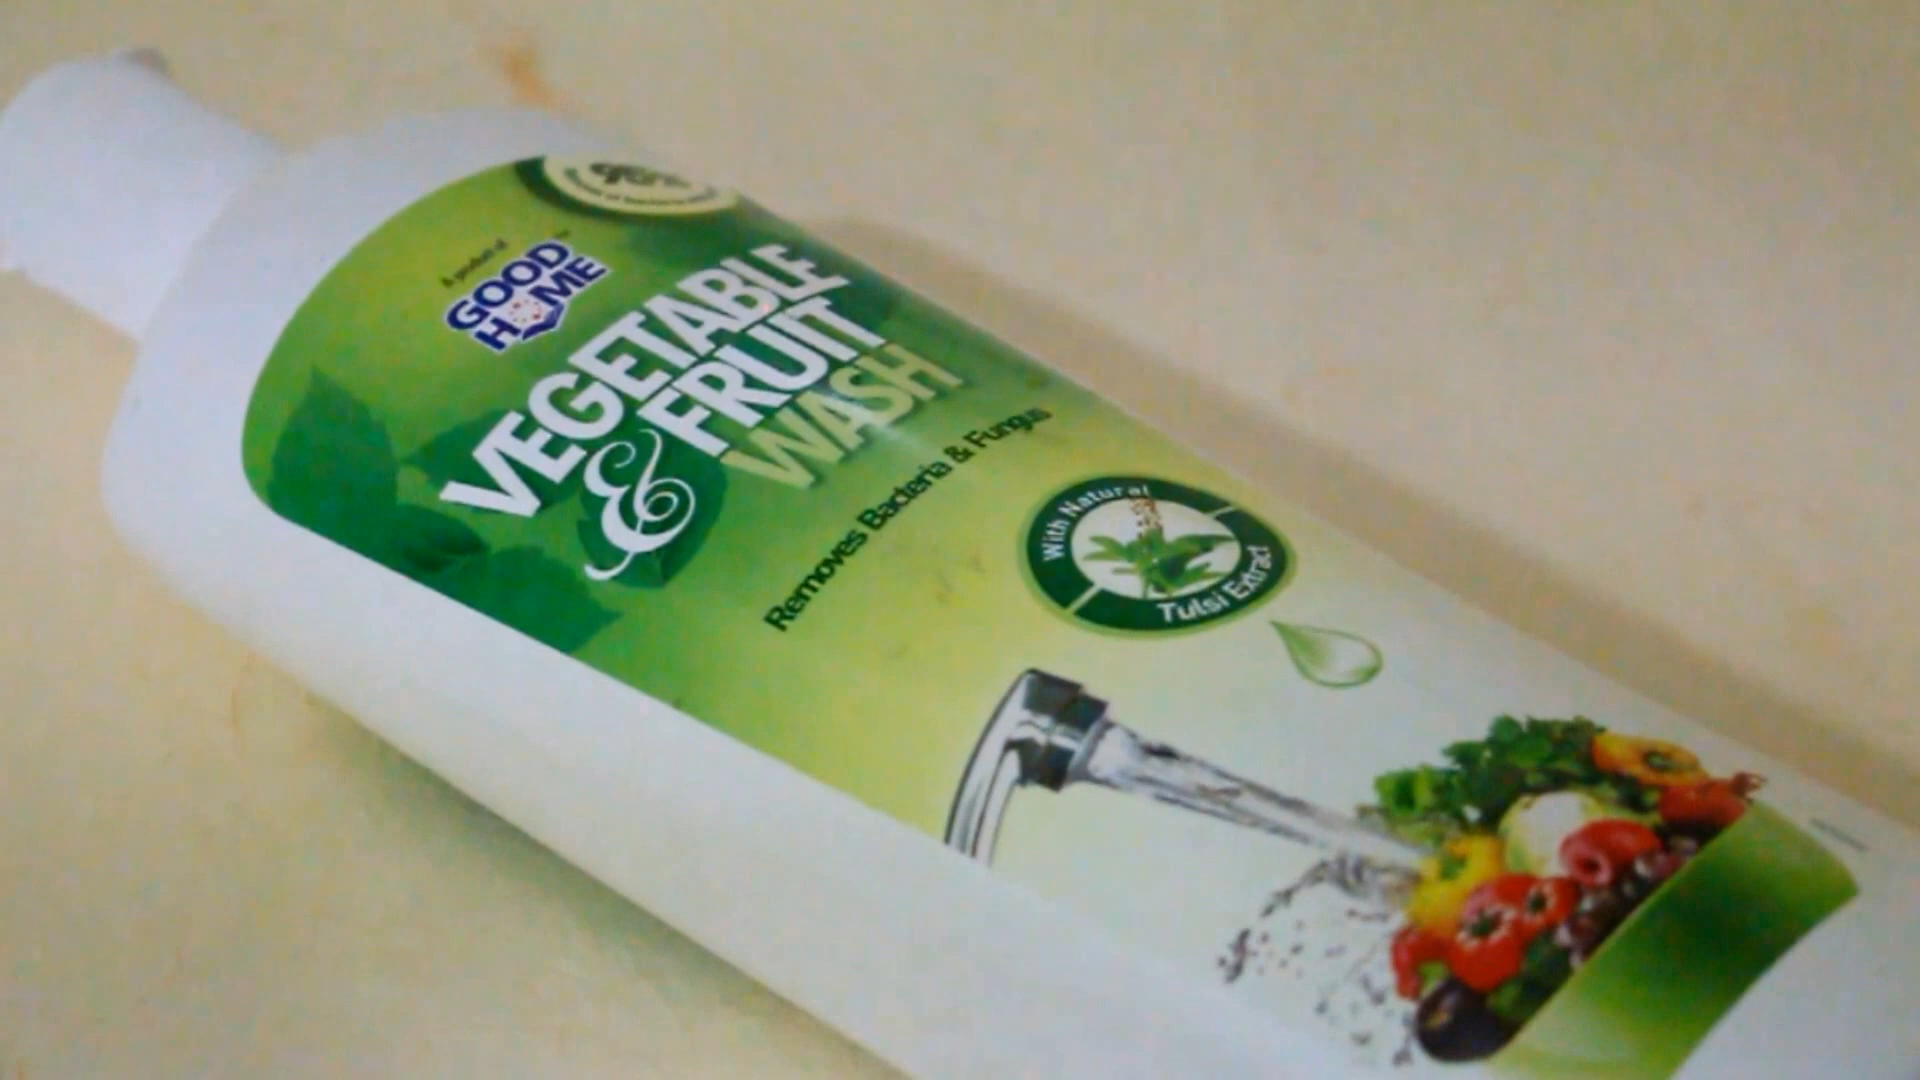 A product of
GOOD
HOME
VEGETABLE
& FRUIT
WASH
Removes Bacteria & Fungus
With Natural
Tulsi Extract